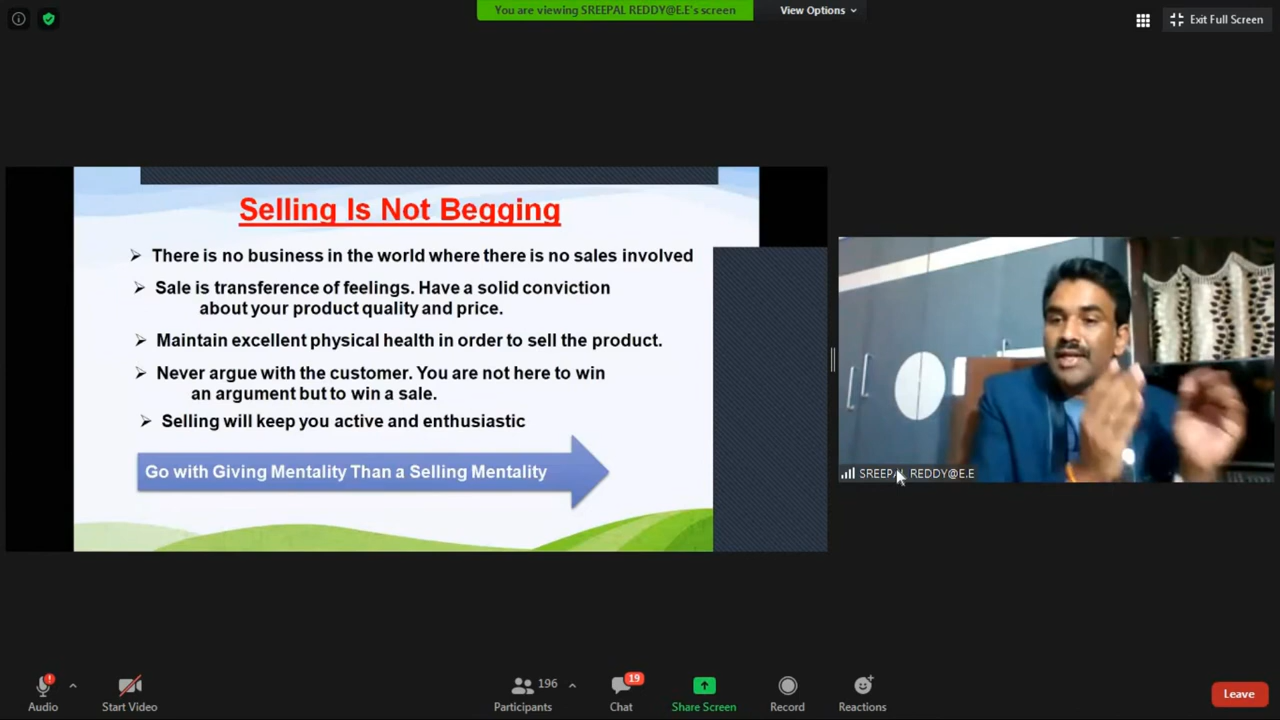 You are viewing SREEPAL REDDY@E.E's screen
View Options
Exit Full Screen
Selling Is Not Begging
There is no business in the world where there is no sales involved
Sale is transference of feelings. Have a solid conviction
about your product quality and price.
Maintain excellent physical health in order to sell the product.
Never argue with the customer. You are not here to win
an argument but to win a sale.
Selling will keep you active and enthusiastic
Go with Giving Mentality Than a Selling Mentality
SREEPAL REDDY@E.E
196
19
Audio
Start Video
Participants
Chat
Share Screen
Record
Reactions
Leave